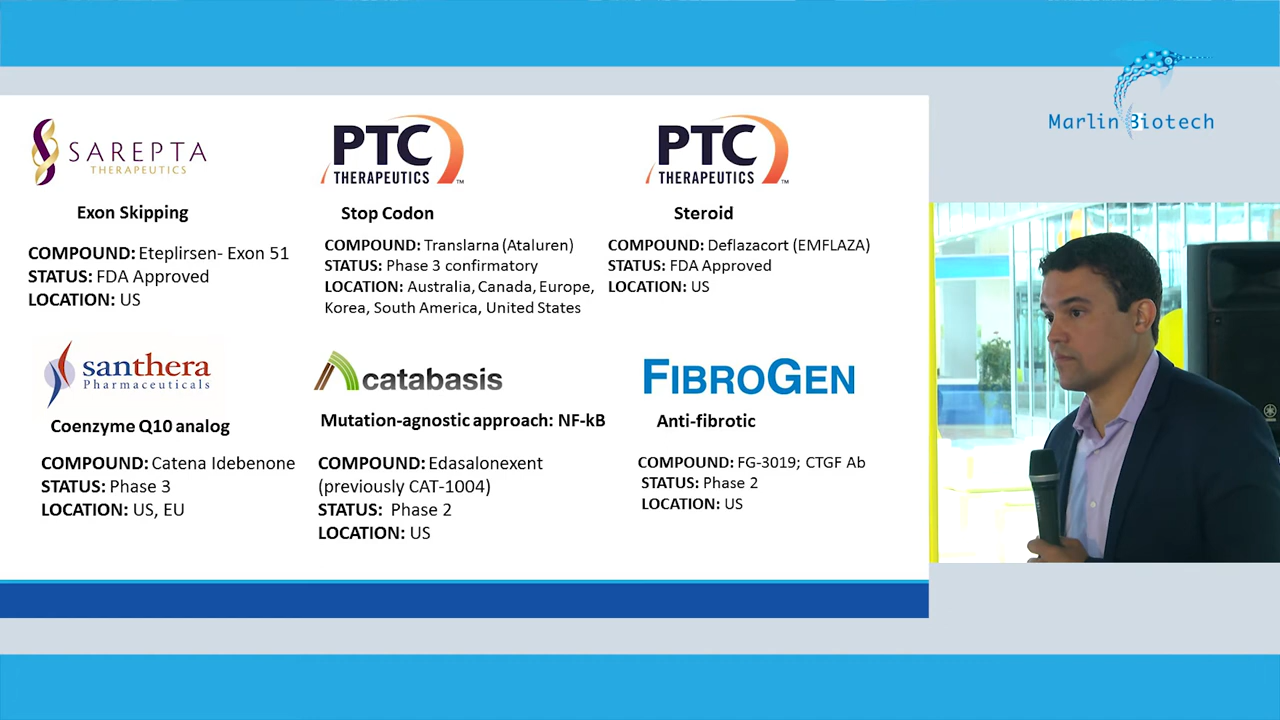 Marlin Biotech
SAREPTA
THERAPEUTICS
Exon Skipping
COMPOUND: Eteplirsen- Exon 51
STATUS: FDA Approved
LOCATION: US
PTC
THERAPEUTICS™
Stop Codon
COMPOUND: Translarna (Ataluren)
STATUS: Phase 3 confirmatory
LOCATION: Australia, Canada, Europe,
Korea, South America, United States
PTC
THERAPEUTICS™
Steroid
COMPOUND: Deflazacort (EMFLAZA)
STATUS: FDA Approved
LOCATION: US
santhera
Pharmaceuticals
Coenzyme Q10 analog
COMPOUND: Catena Idebenone
STATUS: Phase 3
LOCATION: US, EU
catabasis
Mutation-agnostic approach: NF-kB
COMPOUND: Edasalonexent
(previously CAT-1004)
STATUS: Phase 2
LOCATION: US
FIBROGEN
Anti-fibrotic
COMPOUND: FG-3019; CTGF Ab
STATUS: Phase 2
LOCATION: US